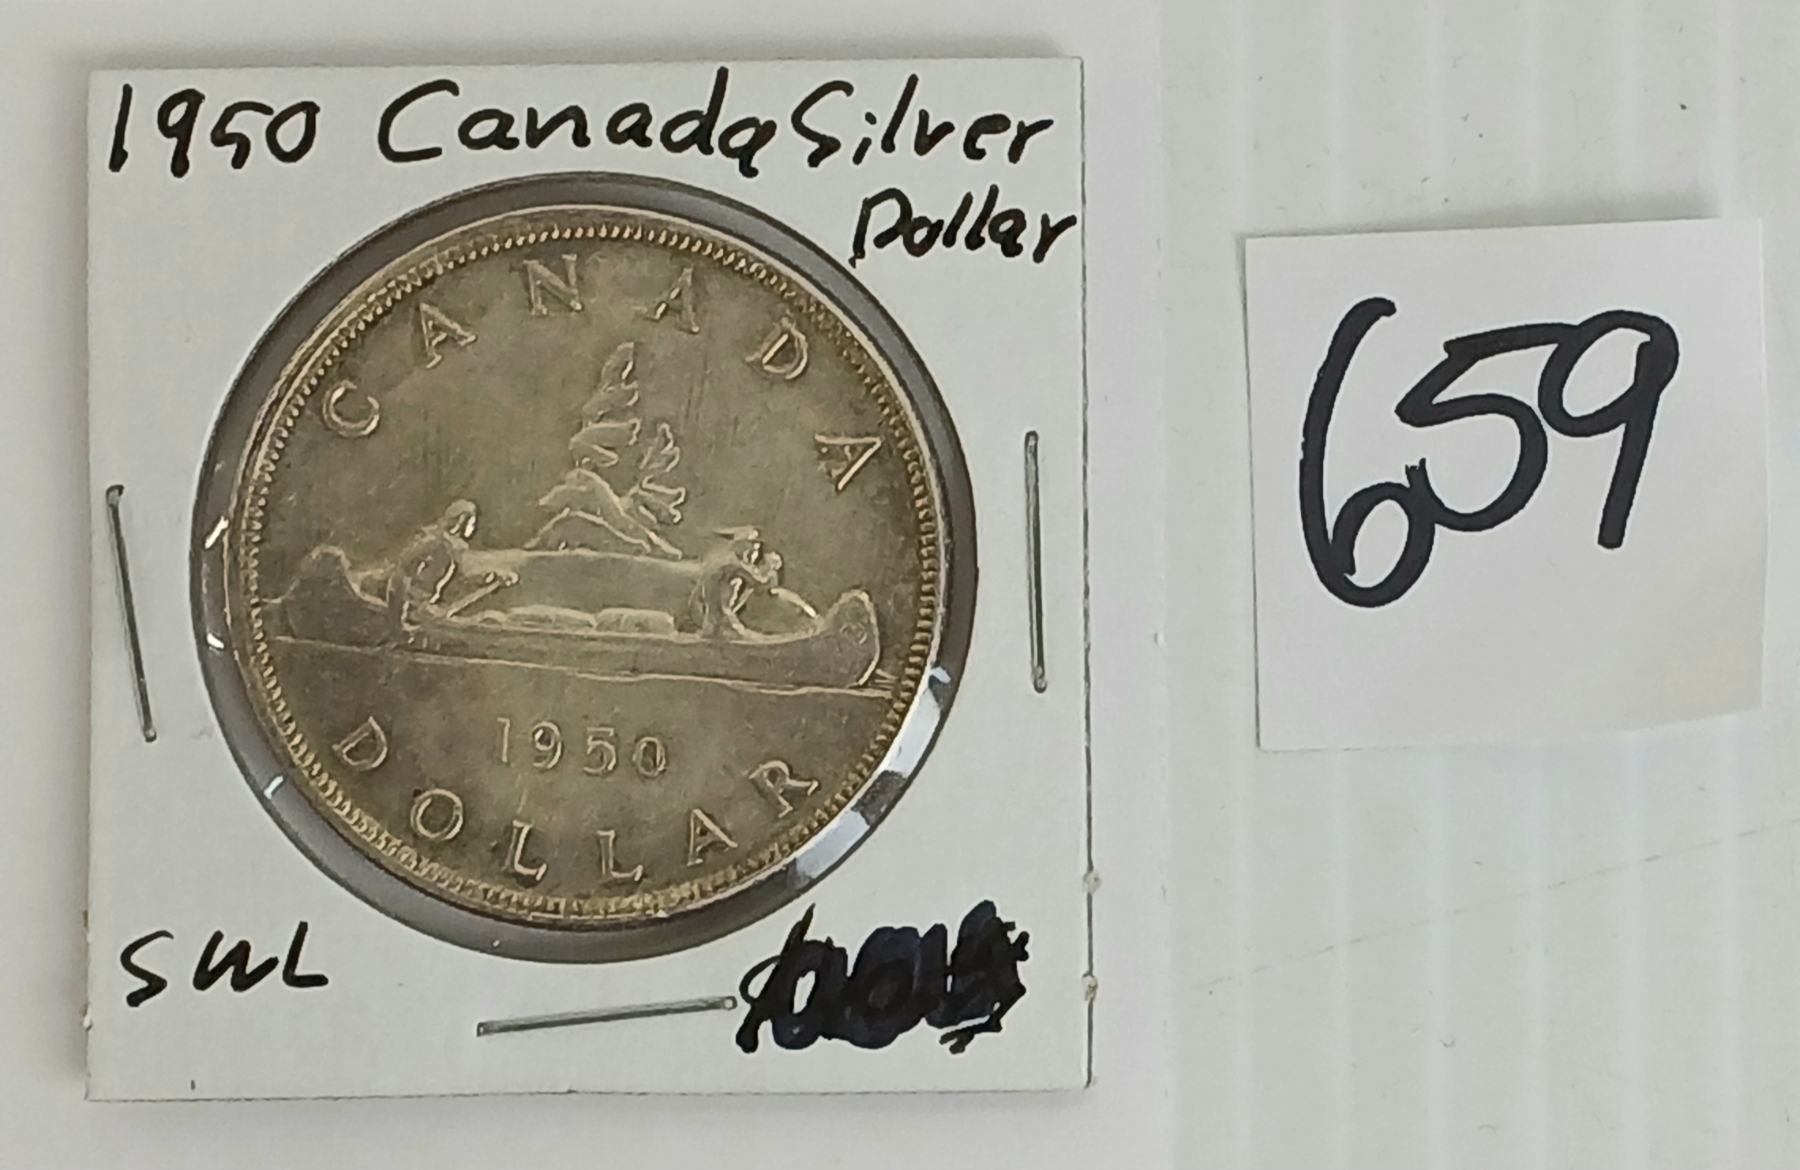 1950 Canada Silver
Dollar
CANADA
1950
DOLLAR
SWL
659